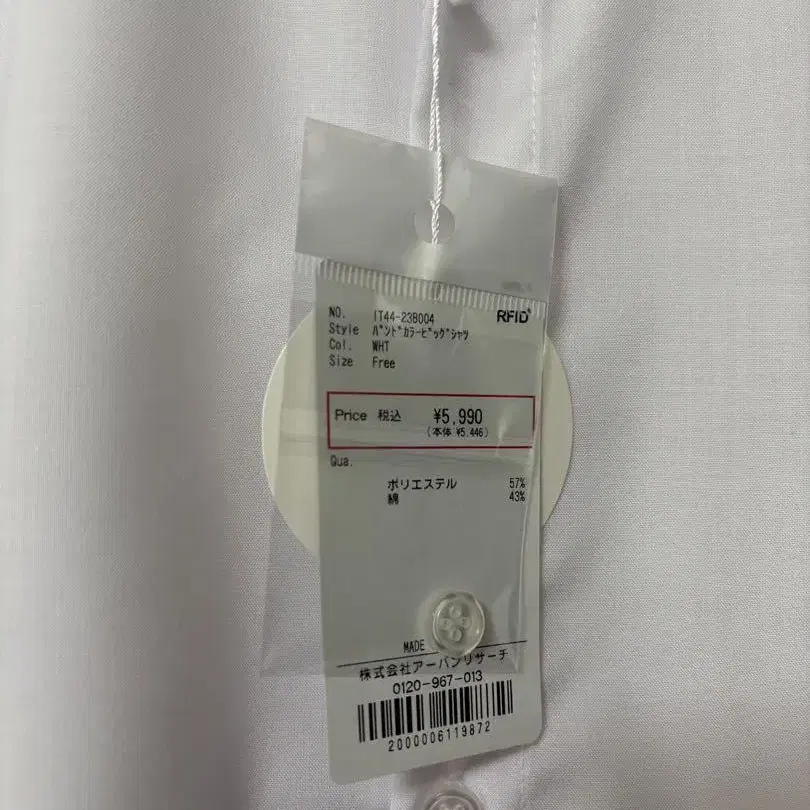 NO. IT44-23B004
RFID
Style バンドカラービッグシャツ
Col. WHT
Size Free
Price 税込 ¥5,990
(本体 ¥5,446)
Qua.
ポリエステル 57%
綿 43%
MADE
株式会社アーバンリサーチ
0120-967-013
2000006119872